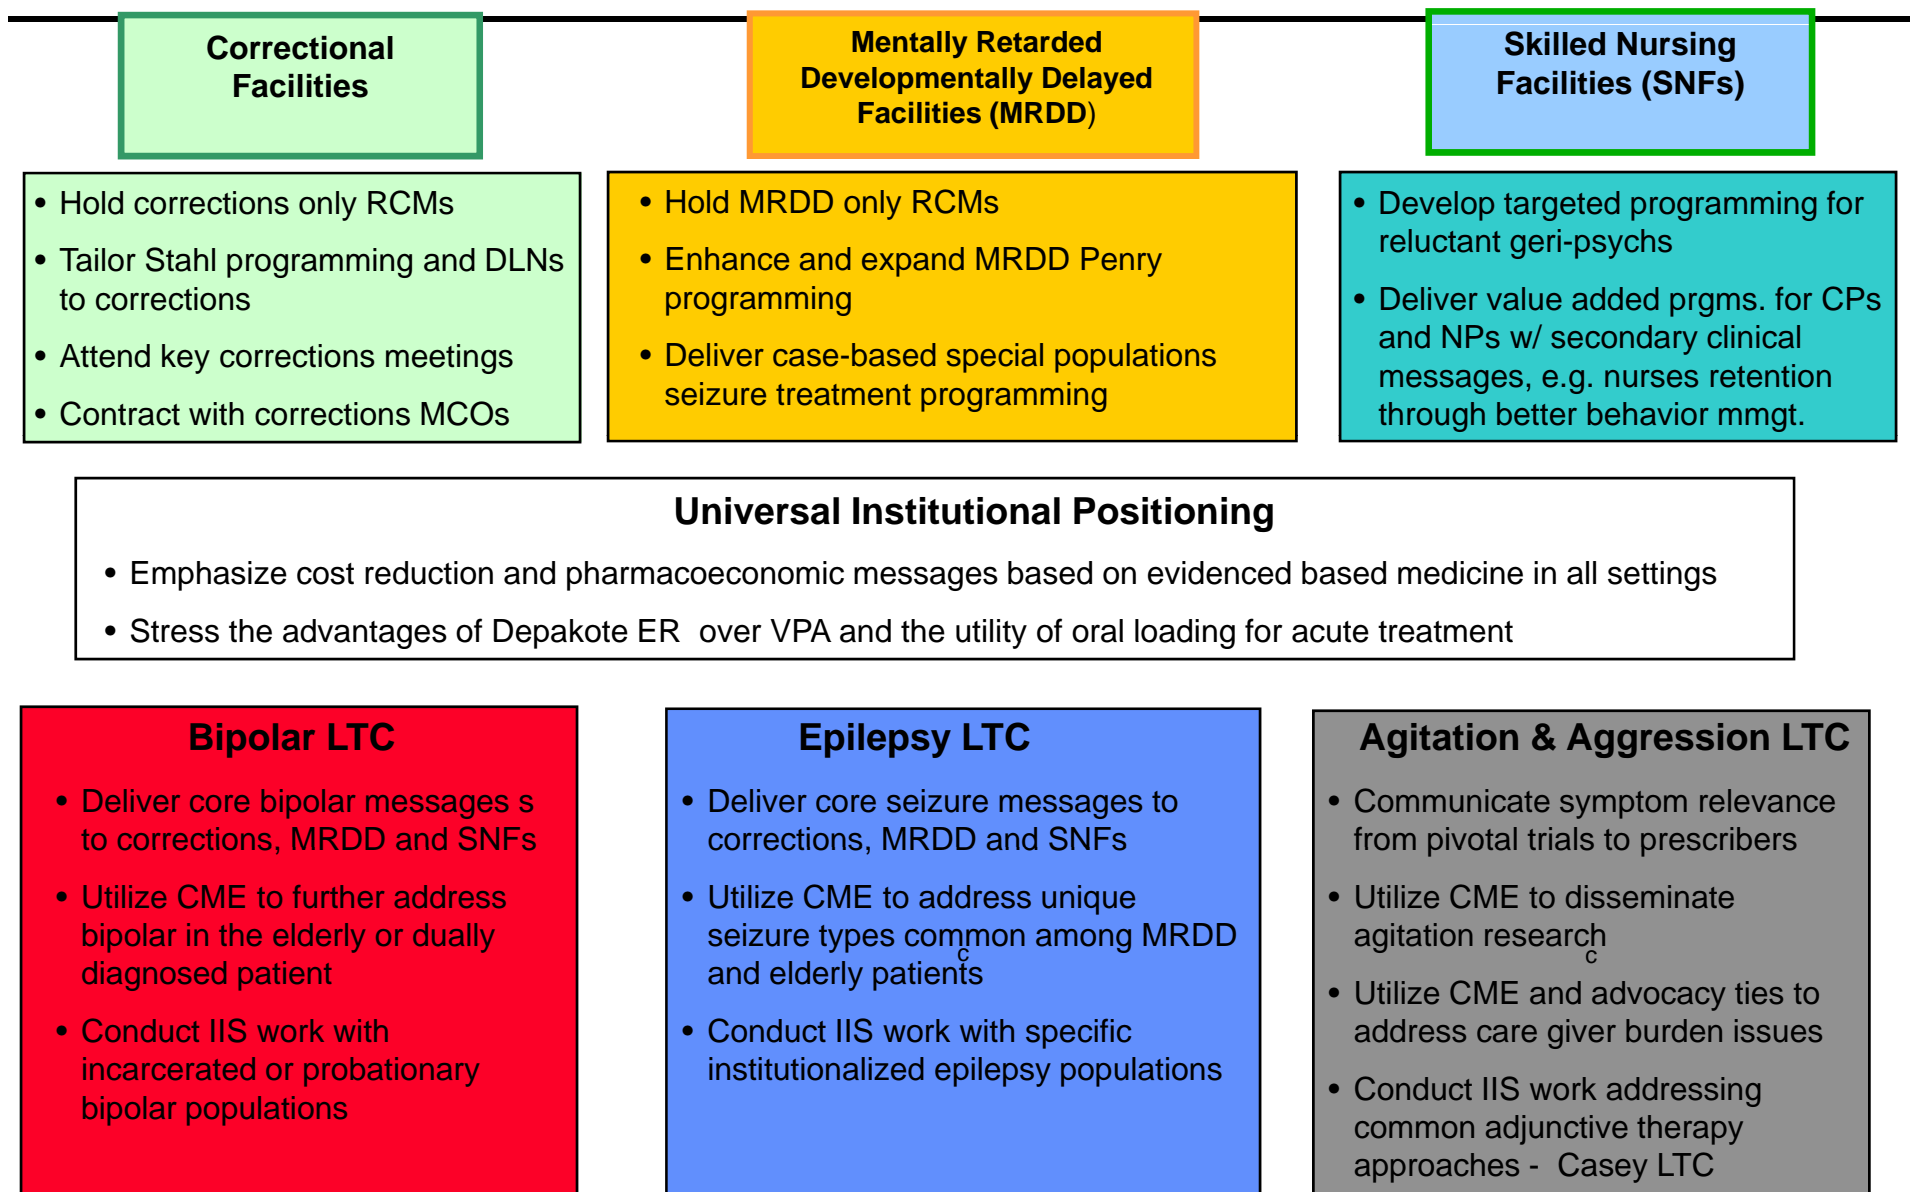 Correctional
Facilities
Mentally Retarded
Developmentally Delayed
Facilities (MRDD)
Skilled Nursing
Facilities (SNFs)
• Hold corrections only RCMs
• Tailor Stahl programming and DLNs
to corrections
• Attend key corrections meetings
• Contract with corrections MCOs
• Hold MRDD only RCMs
• Enhance and expand MRDD Penry
programming
• Deliver case-based special populations
seizure treatment programming
• Develop targeted programming for
reluctant geri-psychs
• Deliver value added prgms. for CPs
and NPs w/ secondary clinical
messages, e.g. nurses retention
through better behavior mmgt.
Universal Institutional Positioning
• Emphasize cost reduction and pharmacoeconomic messages based on evidenced based medicine in all settings
• Stress the advantages of Depakote ER over VPA and the utility of oral loading for acute treatment
Bipolar LTC
• Deliver core bipolar messages s
to corrections, MRDD and SNFs
• Utilize CME to further address
bipolar in the elderly or dually
diagnosed patient
• Conduct IIS work with
incarcerated or probationary
bipolar populations
Epilepsy LTC
• Deliver core seizure messages to
corrections, MRDD and SNFs
• Utilize CME to address unique
seizure types common among MRDD
c
and elderly patients
• Conduct IIS work with specific
institutionalized epilepsy populations
Agitation & Aggression LTC
• Communicate symptom relevance
from pivotal trials to prescribers
• Utilize CME to disseminate
agitation research
c
• Utilize CME and advocacy ties to
address care giver burden issues
• Conduct IIS work addressing
common adjunctive therapy
approaches - Casey LTC